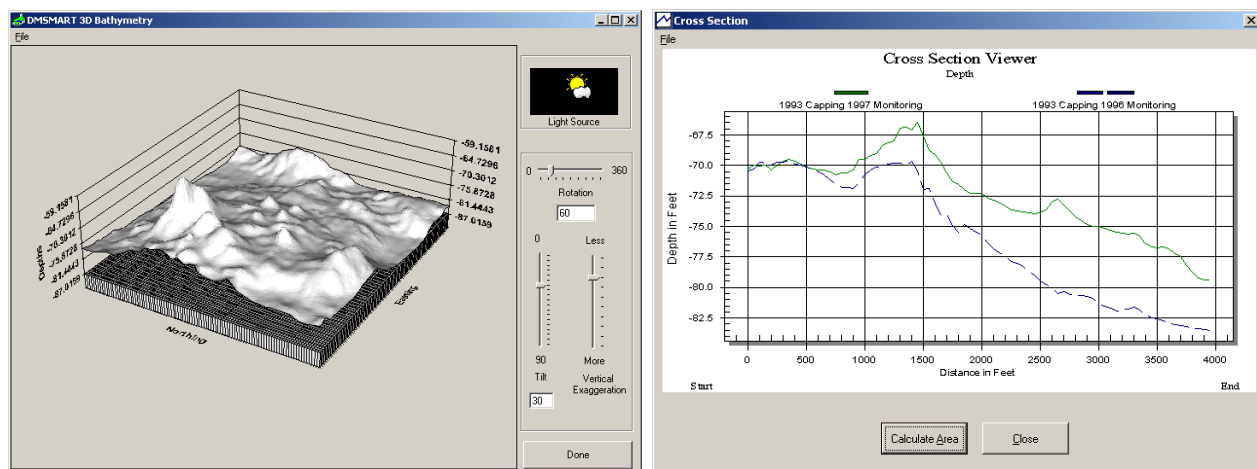 DMSMART 3D Bathymetry
File
-59.1581
-64.7296
-70.3012
-75.8728
-81.4443
-87.0159
-59.1581
-64.7296
-70.3012
-75.8728
-81.4443
-87.0159
Depths
Northing
Easting
Light Source
0 360
Rotation
60
0 Less
90 More
Tilt Vertical
Exaggeration
30
Done
Cross Section
File
Cross Section Viewer
Depth
1993 Capping 1997 Monitoring 1993 Capping 1996 Monitoring
-67.5
-70.0
-72.5
-75.0
-77.5
-80.0
-82.5
Depth in Feet
0 500 1000 1500 2000 2500 3000 3500 4000
Distance in Feet
Start End
Calculate Area Close